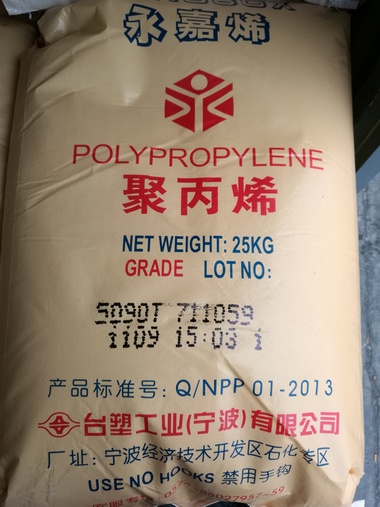 永嘉烯
POLYPROPYLENE
聚丙烯
NET WEIGHT: 25KG
GRADE LOT NO:
5090T 711059
1109 15:03 1
产品标准号: Q/NPP 01-2013
台塑工业(宁波)有限公司
厂址: 宁波经济技术开发区石化专区
USE NO HOOKS 禁用手钩